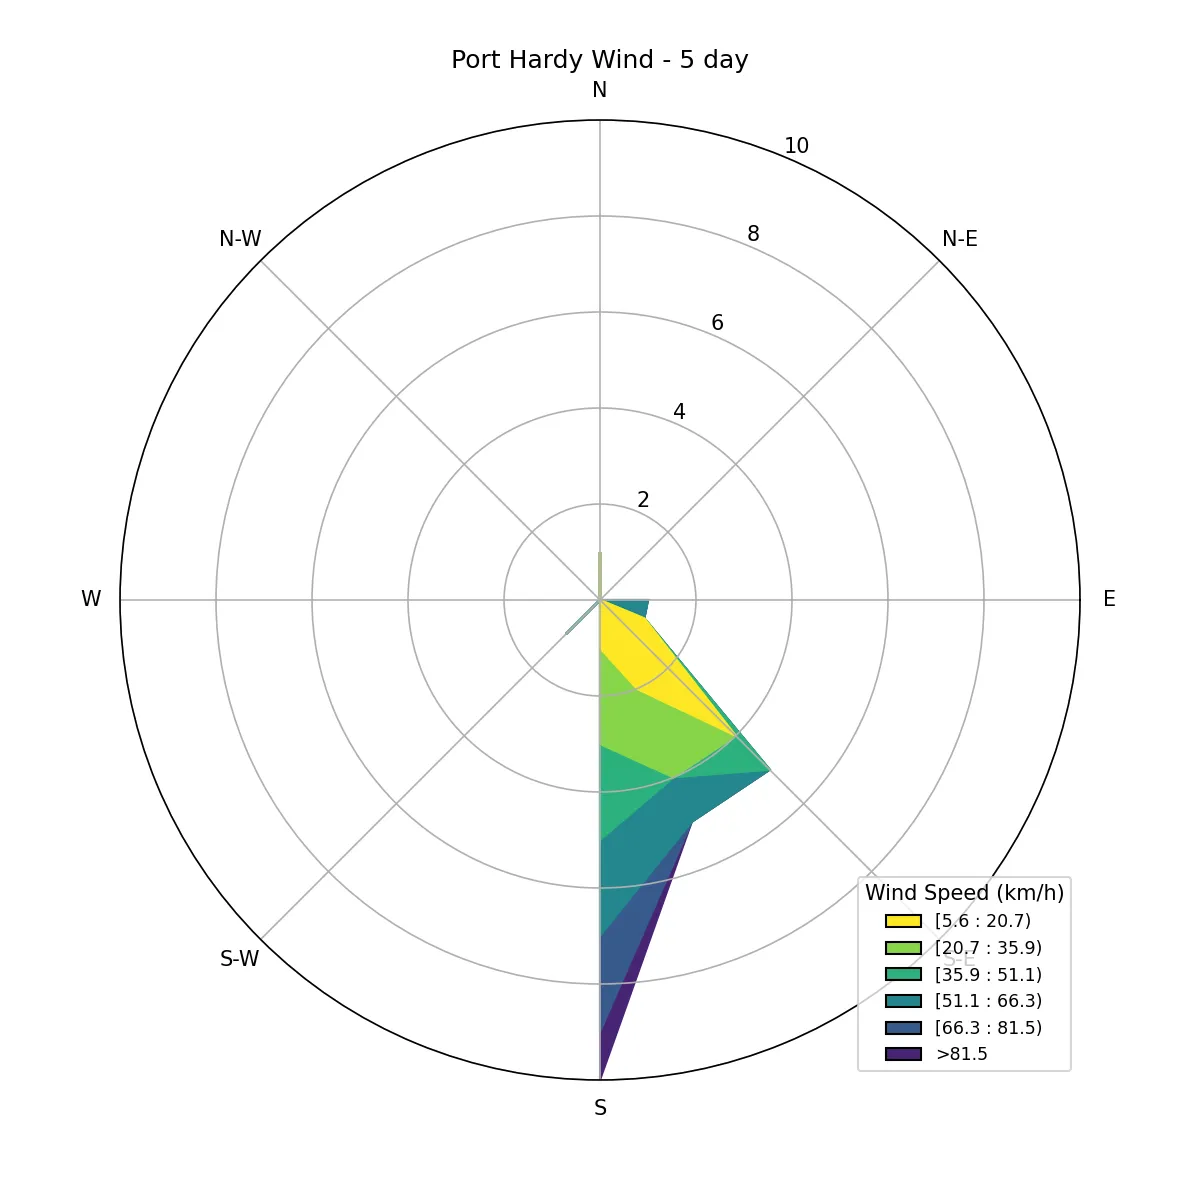 Port Hardy Wind - 5 day
N
10
N-W
8
N-E
6
4
2
W
E
Wind Speed (km/h)
[5.6 : 20.7)
[20.7 : 35.9)
S-W
S-E
[35.9 : 51.1)
[51.1 : 66.3)
[66.3 : 81.5)
>81.5
S